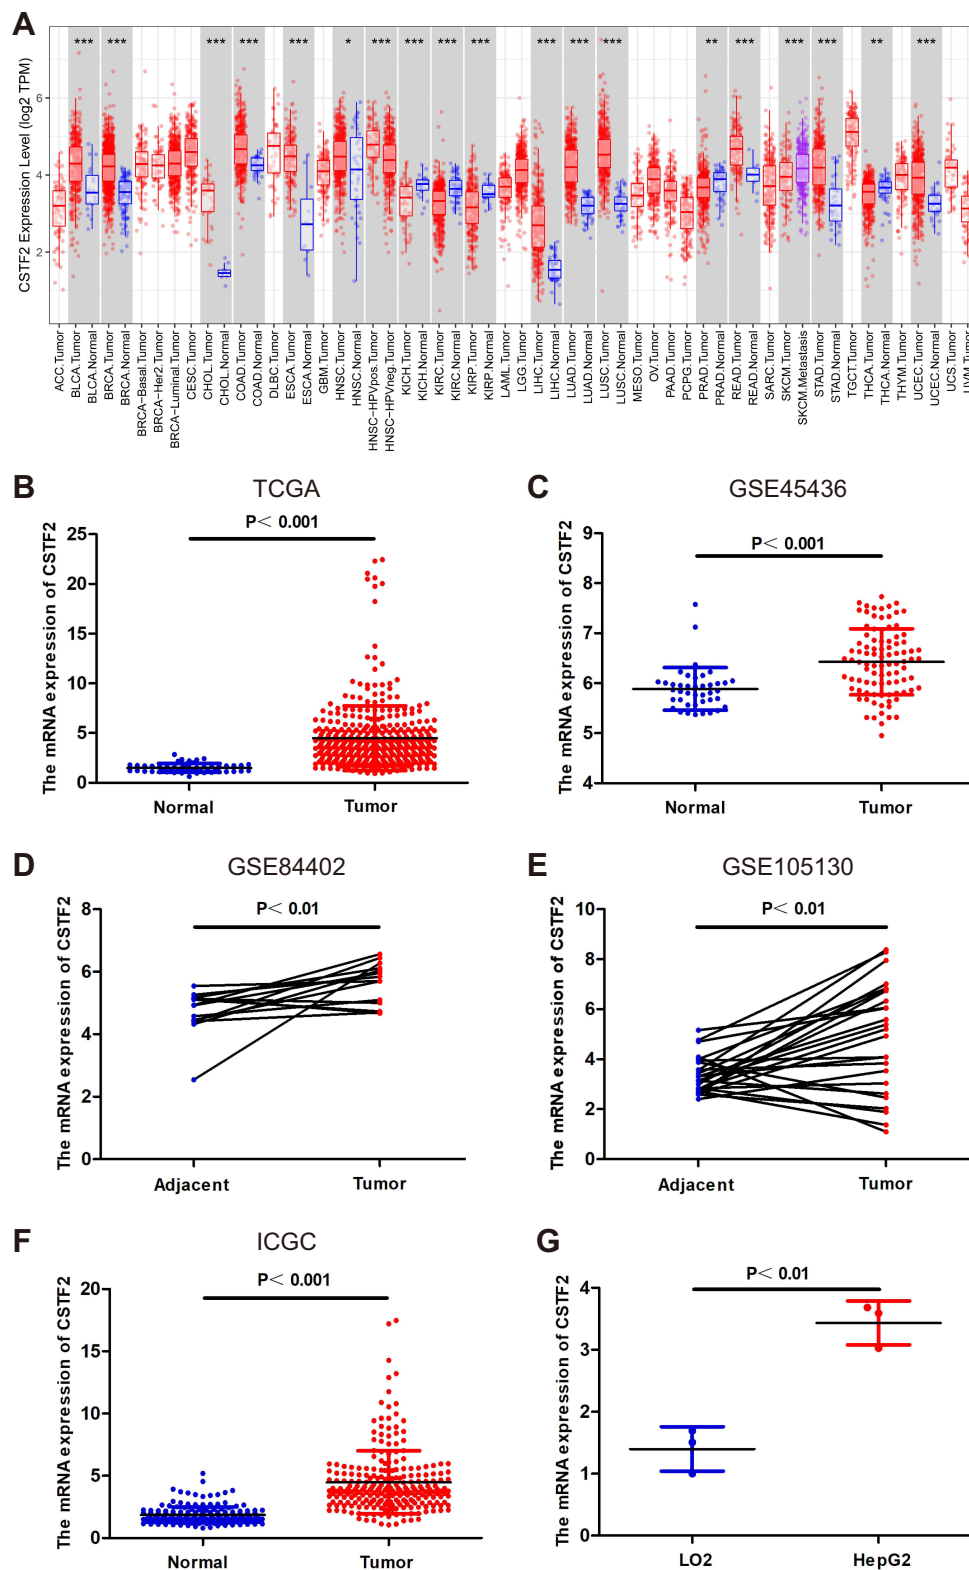 A
*** *** *** *** *** * *** *** *** *** *** *** *** ** *** *** *** ** ***
CSTF2 Expression Level (log2 TPM)
6
4
2
ACC.Tumor
BLCA.Tumor
BLCA.Normal
BRCA.Tumor
BRCA.Normal
BRCA-Basal.Tumor
BRCA-Her2.Tumor
BRCA-Luminal.Tumor
CESC.Tumor
CHOL.Tumor
CHOL.Normal
COAD.Tumor
COAD.Normal
DLBC.Tumor
ESCA.Tumor
ESCA.Normal
GBM.Tumor
HNSC.Tumor
HNSC.Normal
HNSC-HPVpos.Tumor
HNSC-HPVneg.Tumor
KICH.Tumor
KICH.Normal
KIRC.Tumor
KIRC.Normal
KIRP.Tumor
KIRP.Normal
LAML.Tumor
LGG.Tumor
LIHC.Tumor
LIHC.Normal
LUAD.Tumor
LUAD.Normal
LUSC.Tumor
LUSC.Normal
MESO.Tumor
OV.Tumor
PAAD.Tumor
PCPG.Tumor
PRAD.Tumor
PRAD.Normal
READ.Tumor
READ.Normal
SARC.Tumor
SKCM.Tumor
SKCM.Metastasis
STAD.Tumor
STAD.Normal
TGCT.Tumor
THCA.Tumor
THCA.Normal
THYM.Tumor
UCEC.Tumor
UCEC.Normal
UCS.Tumor
UVM.Tumor
B
TCGA
P< 0.001
The mRNA expression of CSTF2
25
20
15
10
5
0
Normal Tumor
C
GSE45436
P< 0.001
The mRNA expression of CSTF2
9
8
7
6
5
4
Normal Tumor
D
GSE84402
P< 0.01
The mRNA expression of CSTF2
8
6
4
2
0
Adjacent Tumor
E
GSE105130
P< 0.01
The mRNA expression of CSTF2
10
8
6
4
2
0
Adjacent Tumor
F
ICGC
P< 0.001
The mRNA expression of CSTF2
20
15
10
5
0
Normal Tumor
G
P< 0.01
The mRNA expression of CSTF2
4
3
2
1
0
LO2 HepG2